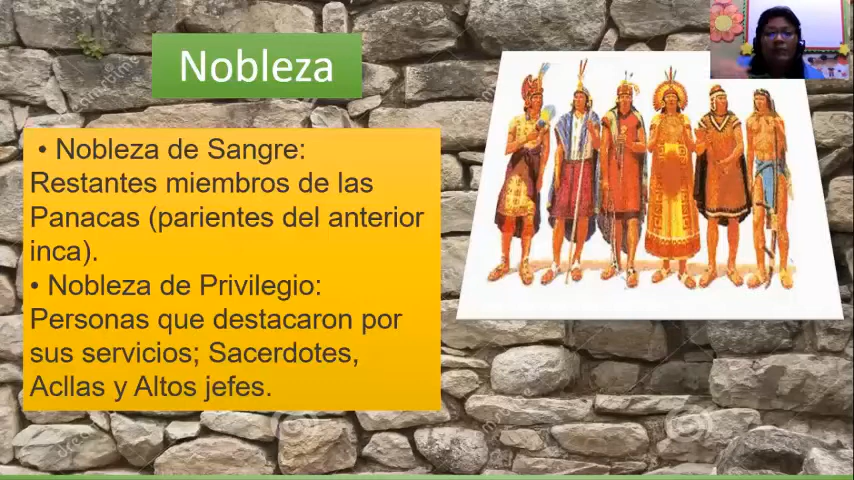 Nobleza
• Nobleza de Sangre:
Restantes miembros de las
Panacas (parientes del anterior
inca).
• Nobleza de Privilegio:
Personas que destacaron por
sus servicios; Sacerdotes,
Acllas y Altos jefes.